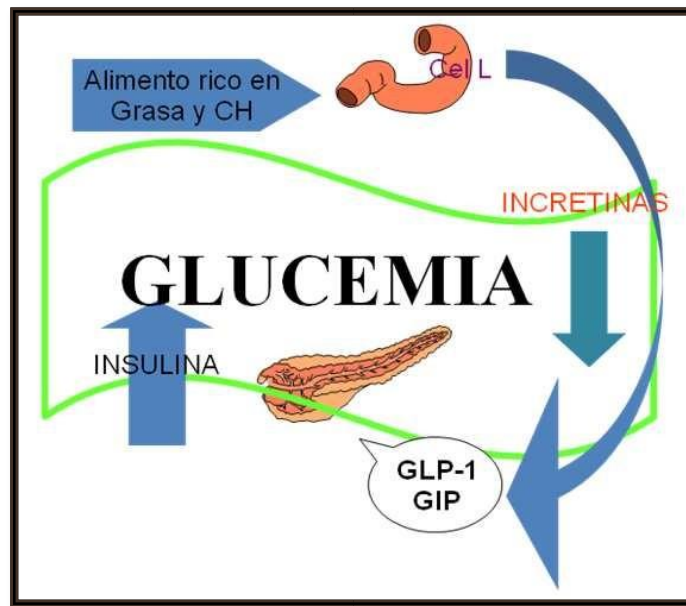 Alimento rico en
Grasa y CH
Cel L
INCRETINAS
GLUCEMIA
INSULINA
GLP-1
GIP